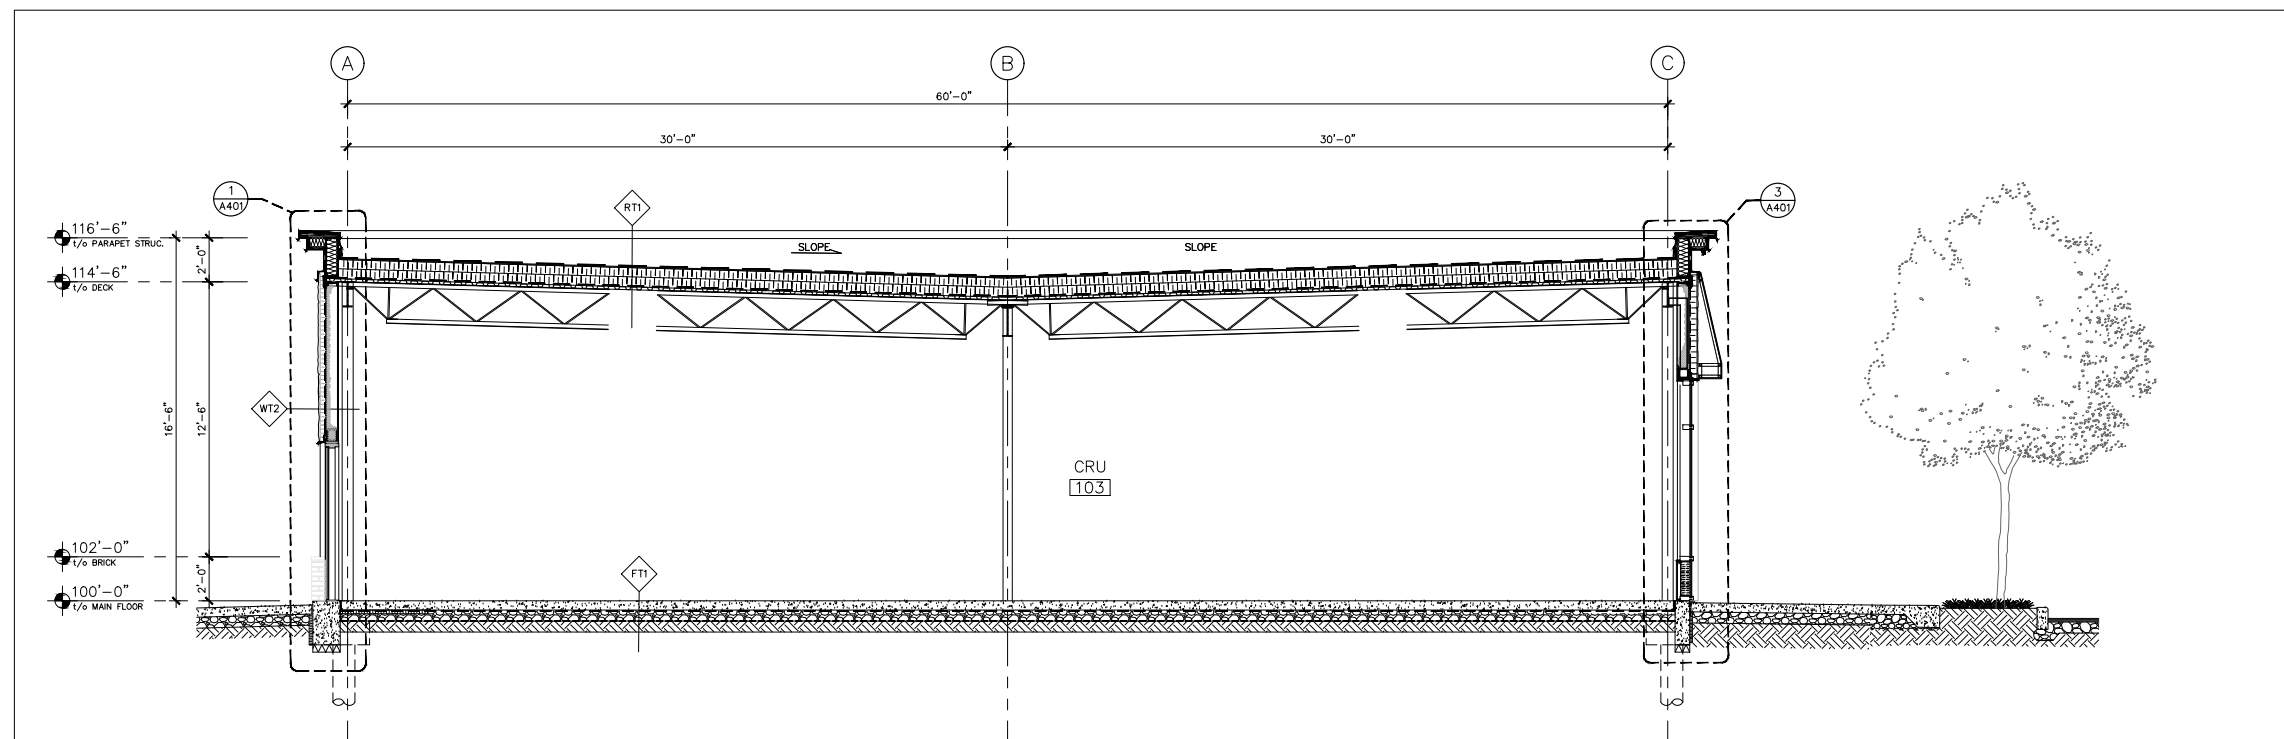 A
B
C
60'-0"
30'-0"
30'-0"
1
A401
RT1
3
A401
116'-6"
t/o PARAPET STRUC.
2'-0"
SLOPE
SLOPE
114'-6"
t/o DECK
WT2
16'-6"
12'-6"
CRU
103
102'-0"
t/o BRICK
2'-0"
FT1
100'-0"
t/o MAIN FLOOR